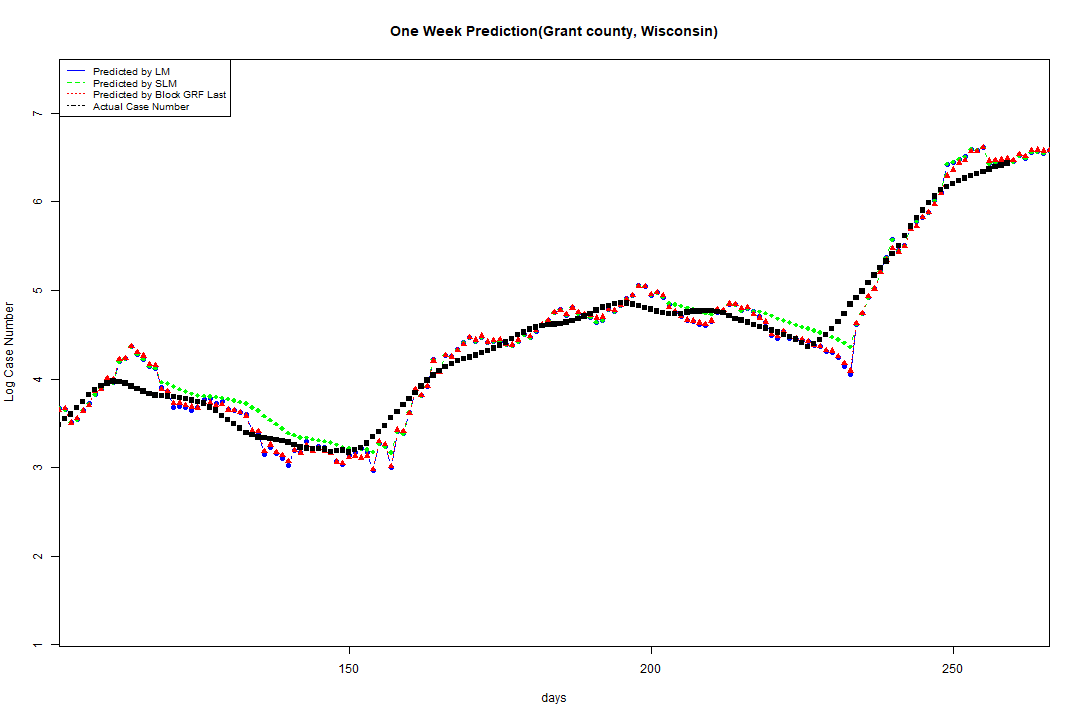 One Week Prediction(Grant county, Wisconsin)
Predicted by LM
Predicted by SLM
Predicted by Block GRF Last
Actual Case Number
7
6
5
4
3
2
1
Log Case Number
150
200
250
days